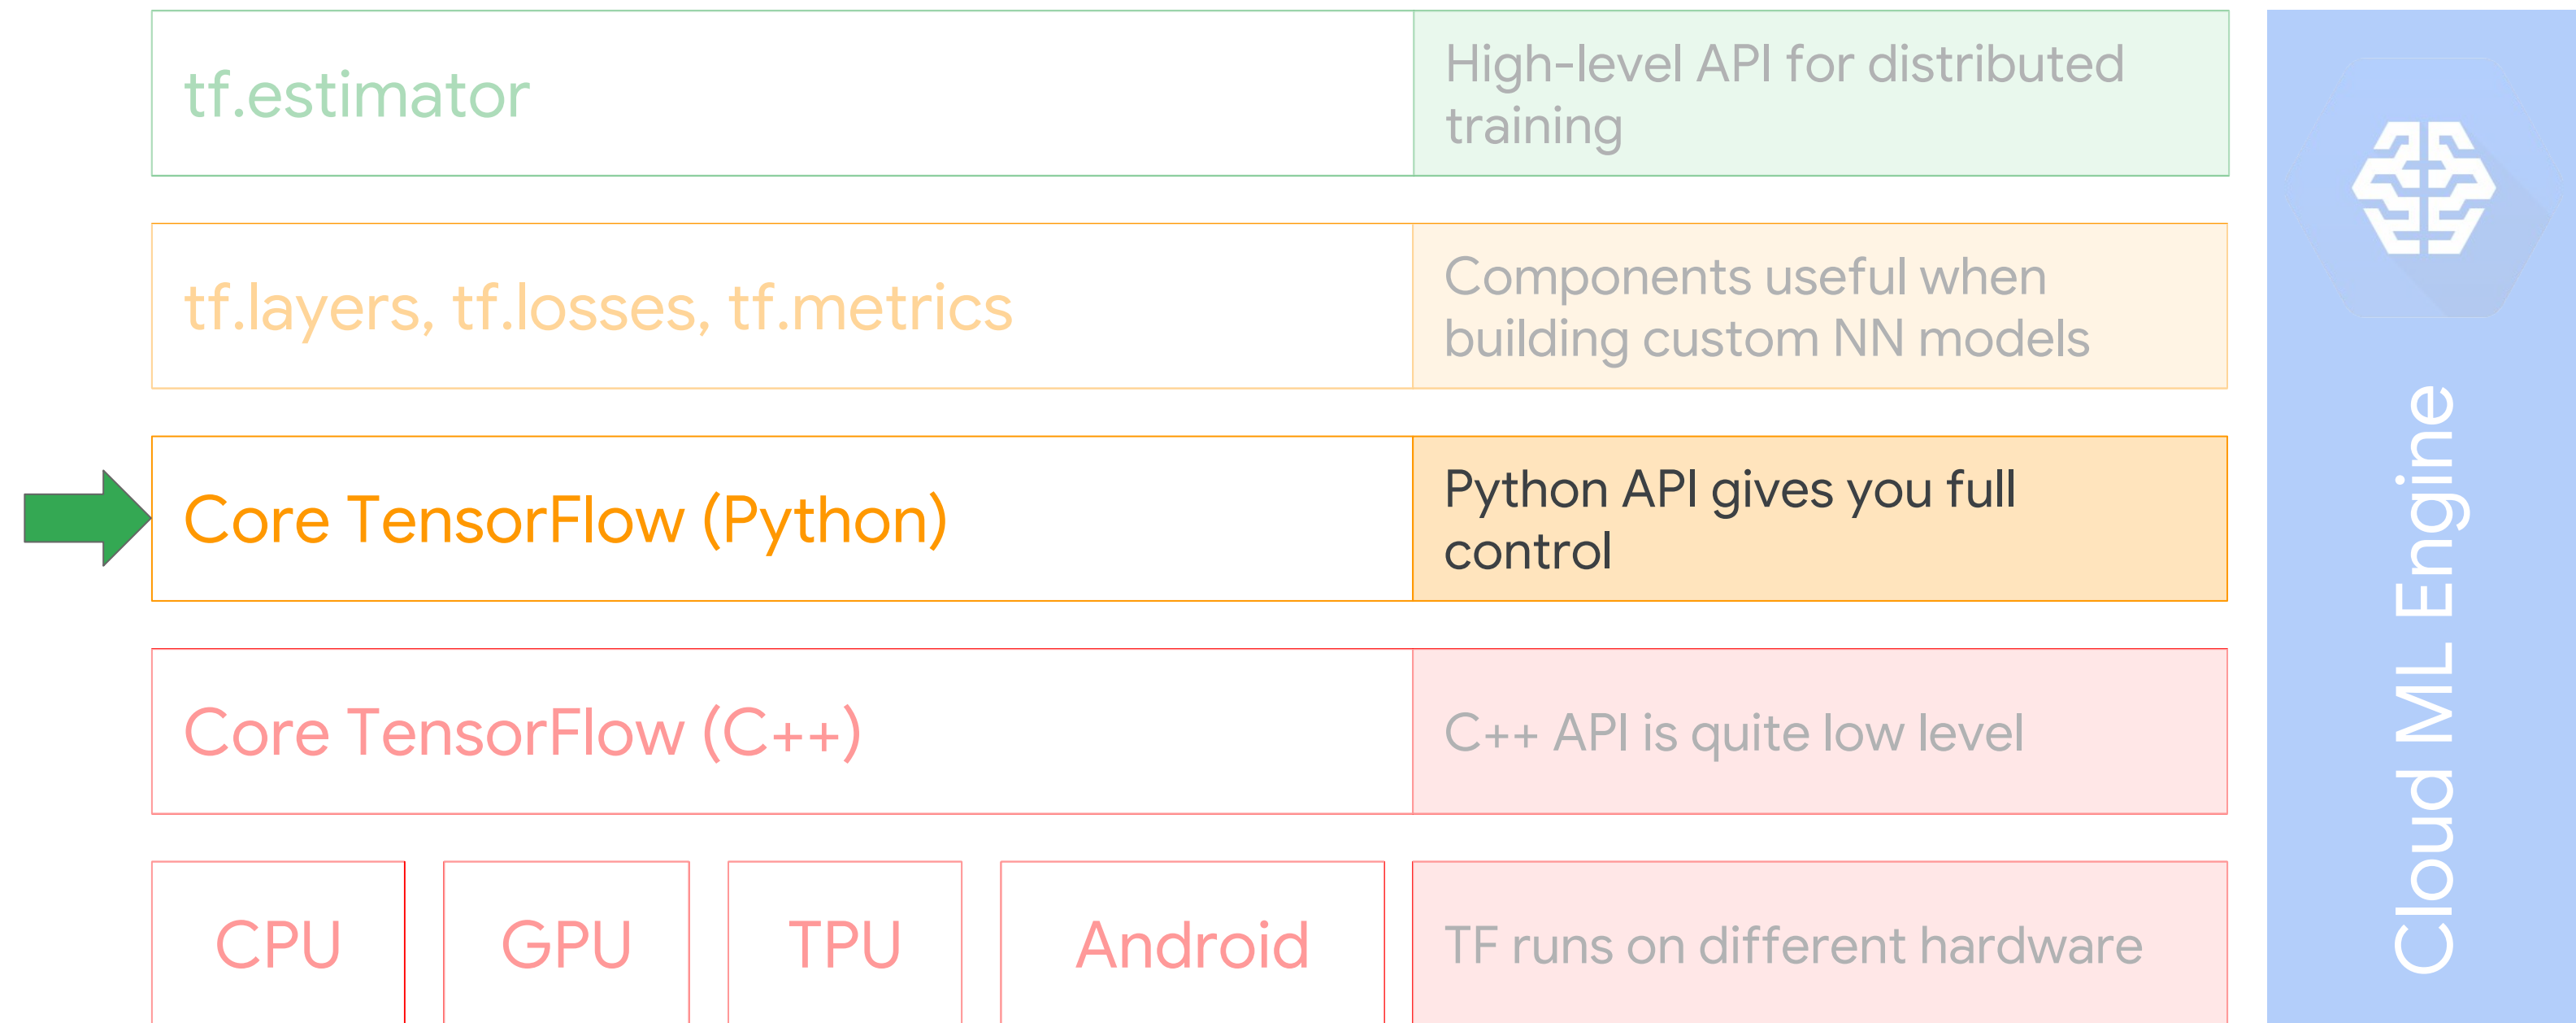 tf.estimator
High-level API for distributed
training
tf.layers, tf.losses, tf.metrics
Components useful when
building custom NN models
Core TensorFlow (Python)
Python API gives you full
control
Core TensorFlow (C++)
C++ API is quite low level
CPU
GPU
TPU
Android
TF runs on different hardware
Cloud ML Engine